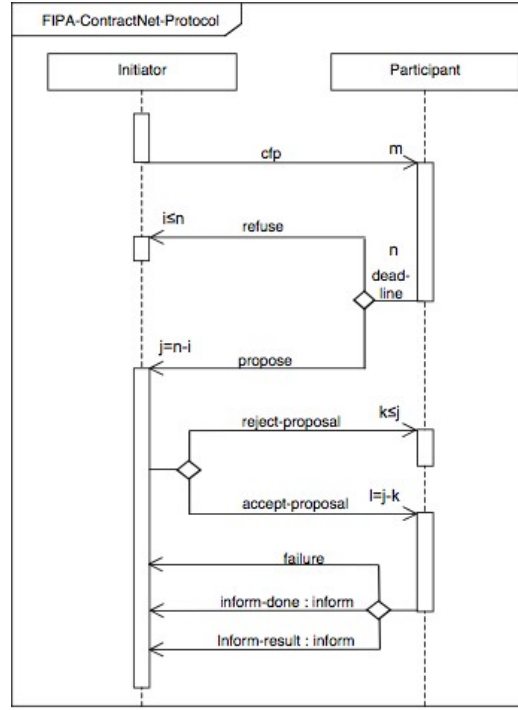 FIPA-ContractNet-Protocol
Initiator
Participant
cfp
m
i≤n
refuse
n
dead-
line
j=n-i
propose
k≤j
reject-proposal
accept-proposal
l=j-k
failure
inform-done : inform
Inform-result : inform